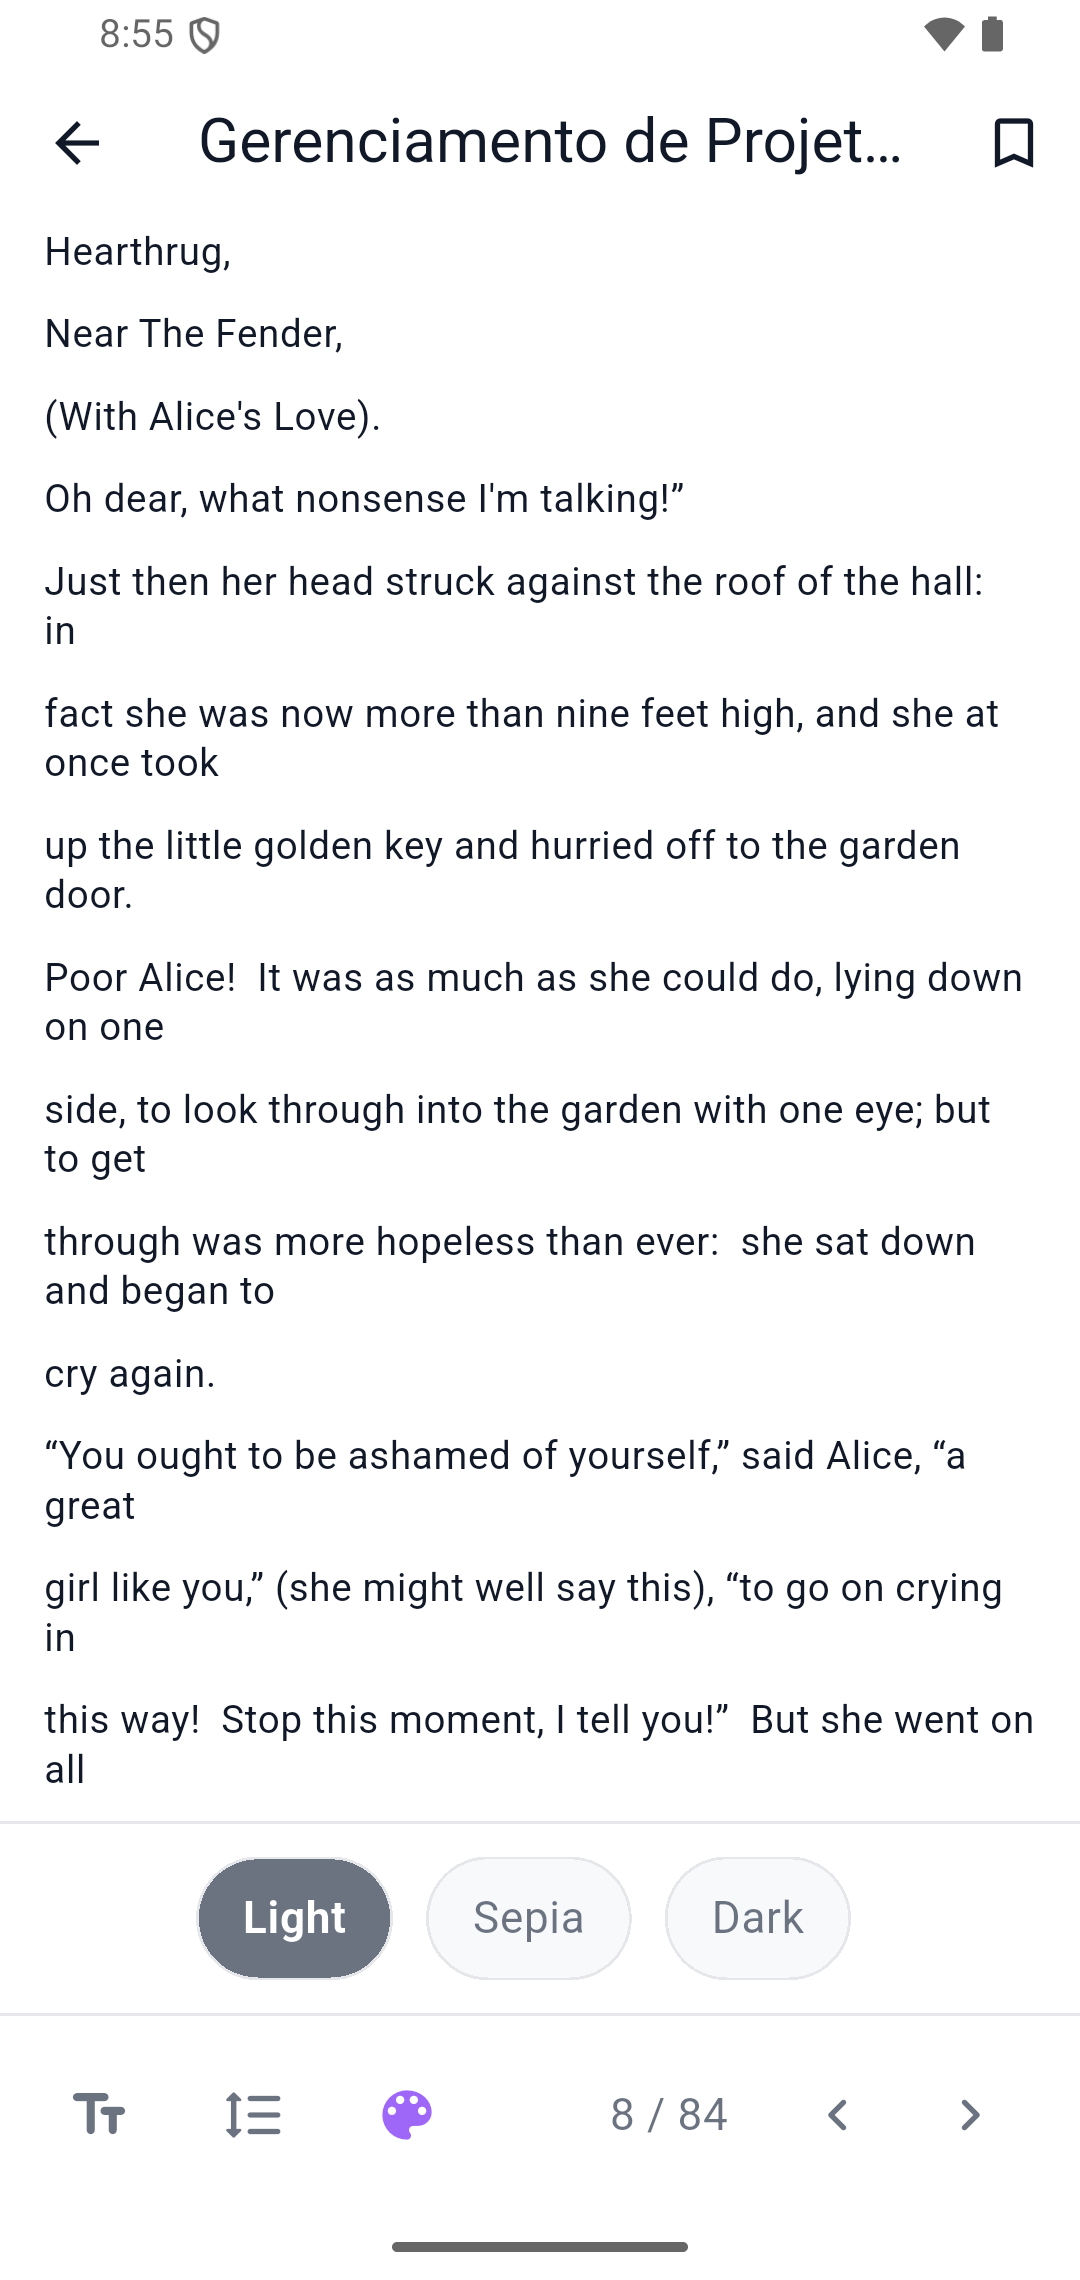 8:55
Gerenciamento de Projet...
Hearthrug,
Near The Fender,
(With Alice's Love).
Oh dear, what nonsense I'm talking!”
Just then her head struck against the roof of the hall:
in
fact she was now more than nine feet high, and she at
once took
up the little golden key and hurried off to the garden
door.
Poor Alice!  It was as much as she could do, lying down
on one
side, to look through into the garden with one eye; but
to get
through was more hopeless than ever:  she sat down
and began to
cry again.
“You ought to be ashamed of yourself,” said Alice, “a
great
girl like you,” (she might well say this), “to go on crying
in
this way!  Stop this moment, I tell you!”  But she went on
all
Light Sepia Dark
8 / 84